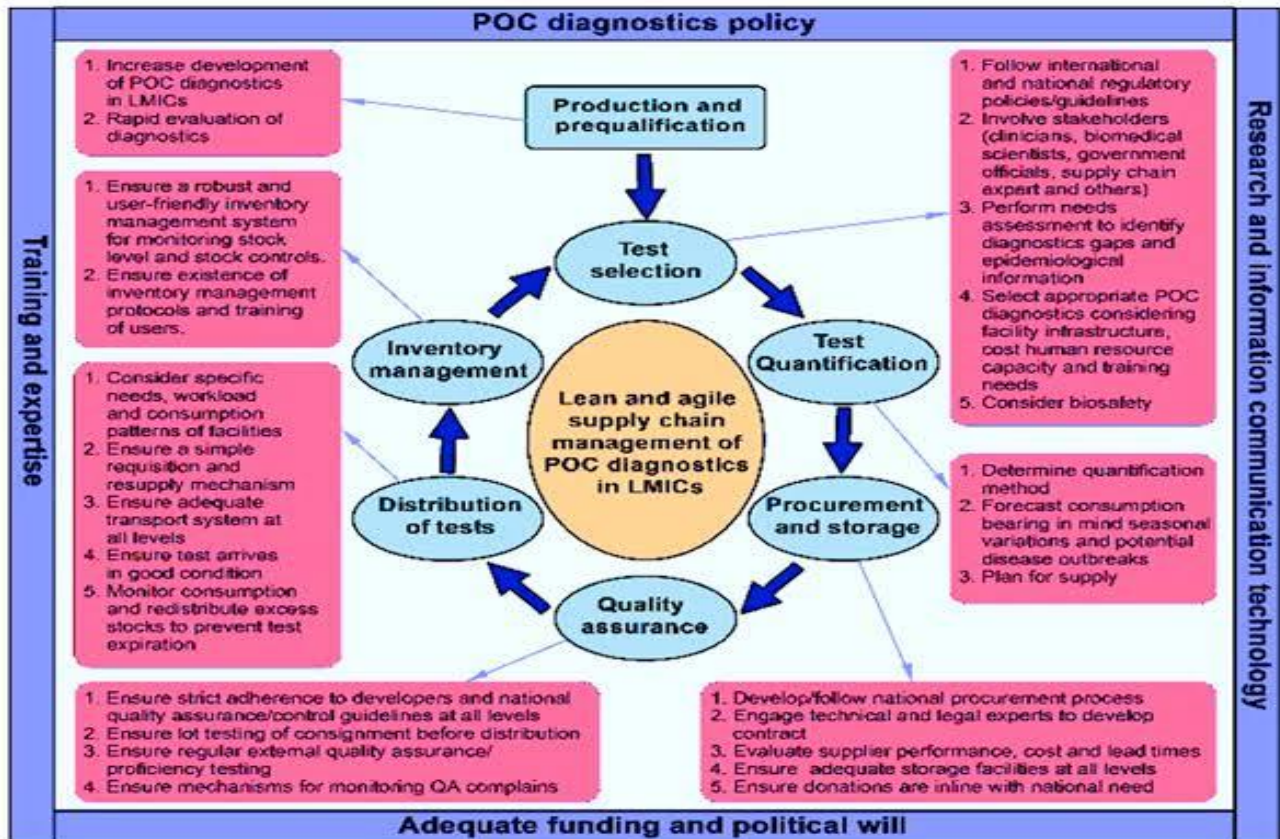 POC diagnostics policy
Training and expertise
Research and information communication technology
Adequate funding and political will
1. Increase development
of POC diagnostics
in LMICs
2. Rapid evaluation of
diagnostics
Production and
prequalification
1. Follow international
and national regulatory
policies/guidelines
2. Involve stakeholders
(clinicians, biomedical
scientists, government
officials, supply chain
expert and others)
3. Perform needs
assessment to identify
diagnostics gaps and
epidemiological
information
4. Select appropriate POC
diagnostics considering
facility infrastructure,
cost human resource
capacity and training
needs
5. Consider biosafety
1. Ensure a robust and
user-friendly inventory
management system
for monitoring stock
level and stock controls.
2. Ensure existence of
inventory management
protocols and training
of users.
Test
selection
Inventory
management
Test
Quantification
Lean and agile
supply chain
management of
POC diagnostics
in LMICs
1. Consider specific
needs, workload
and consumption
patterns of facilities
2. Ensure a simple
requisition and
resupply mechanism
3. Ensure adequate
transport system at
all levels
4. Ensure test arrives
in good condition
5. Monitor consumption
and redistribute excess
stocks to prevent test
expiration
Distribution
of tests
Procurement
and storage
1. Determine quantification
method
2. Forecast consumption
bearing in mind seasonal
variations and potential
disease outbreaks
3. Plan for supply
Quality
assurance
1. Ensure strict adherence to developers and national
quality assurance/control guidelines at all levels
2. Ensure lot testing of consignment before distribution
3. Ensure regular external quality assurance/
proficiency testing
4. Ensure mechanisms for monitoring QA complains
1. Develop/follow national procurement process
2. Engage technical and legal experts to develop
contract
3. Evaluate supplier performance, cost and lead times
4. Ensure adequate storage facilities at all levels
5. Ensure donations are inline with national need